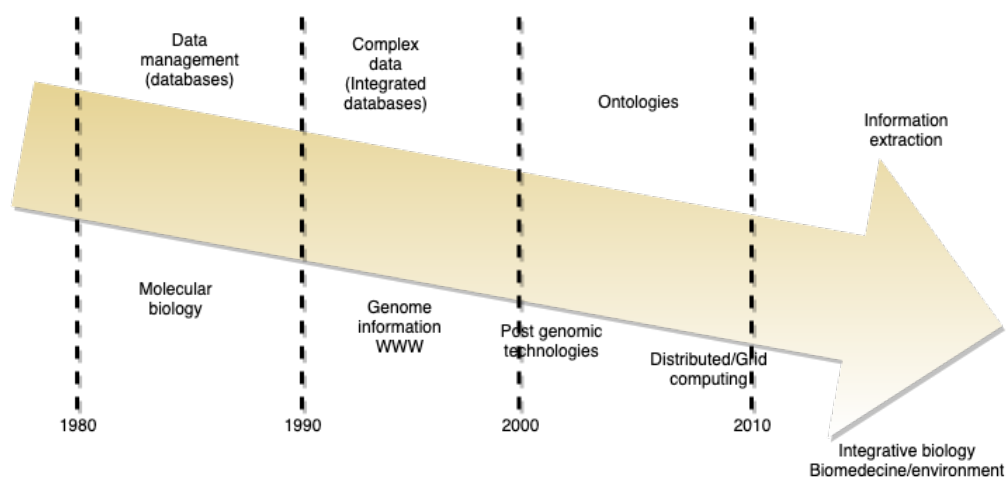 Data
management
(databases)
Complex
data
(Integrated
databases)
Ontologies
Information
extraction
Molecular
biology
Genome
information
WWW
Post genomic
technologies
Distributed/Grid
computing
1980
1990
2000
2010
Integrative biology
Biomedecine/environment